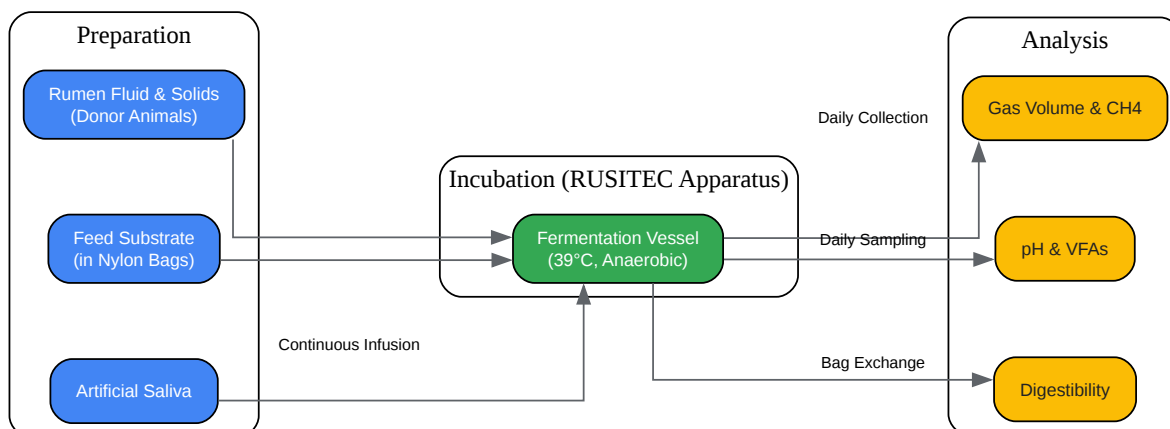 Preparation
Rumen Fluid & Solids
(Donor Animals)
Feed Substrate
(in Nylon Bags)
Artificial Saliva
Continuous Infusion
Incubation (RUSITEC Apparatus)
Fermentation Vessel
(39°C, Anaerobic)
Daily Collection
Daily Sampling
Bag Exchange
Analysis
Gas Volume & CH4
pH & VFAs
Digestibility